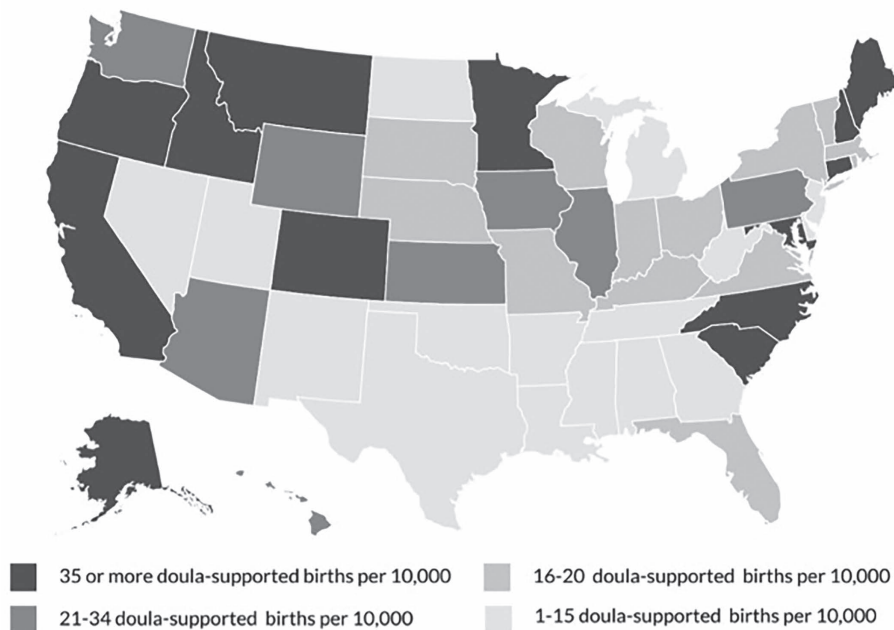 35 or more doula-supported births per 10,000
16-20 doula-supported births per 10,000
21-34 doula-supported births per 10,000
1-15 doula-supported births per 10,000